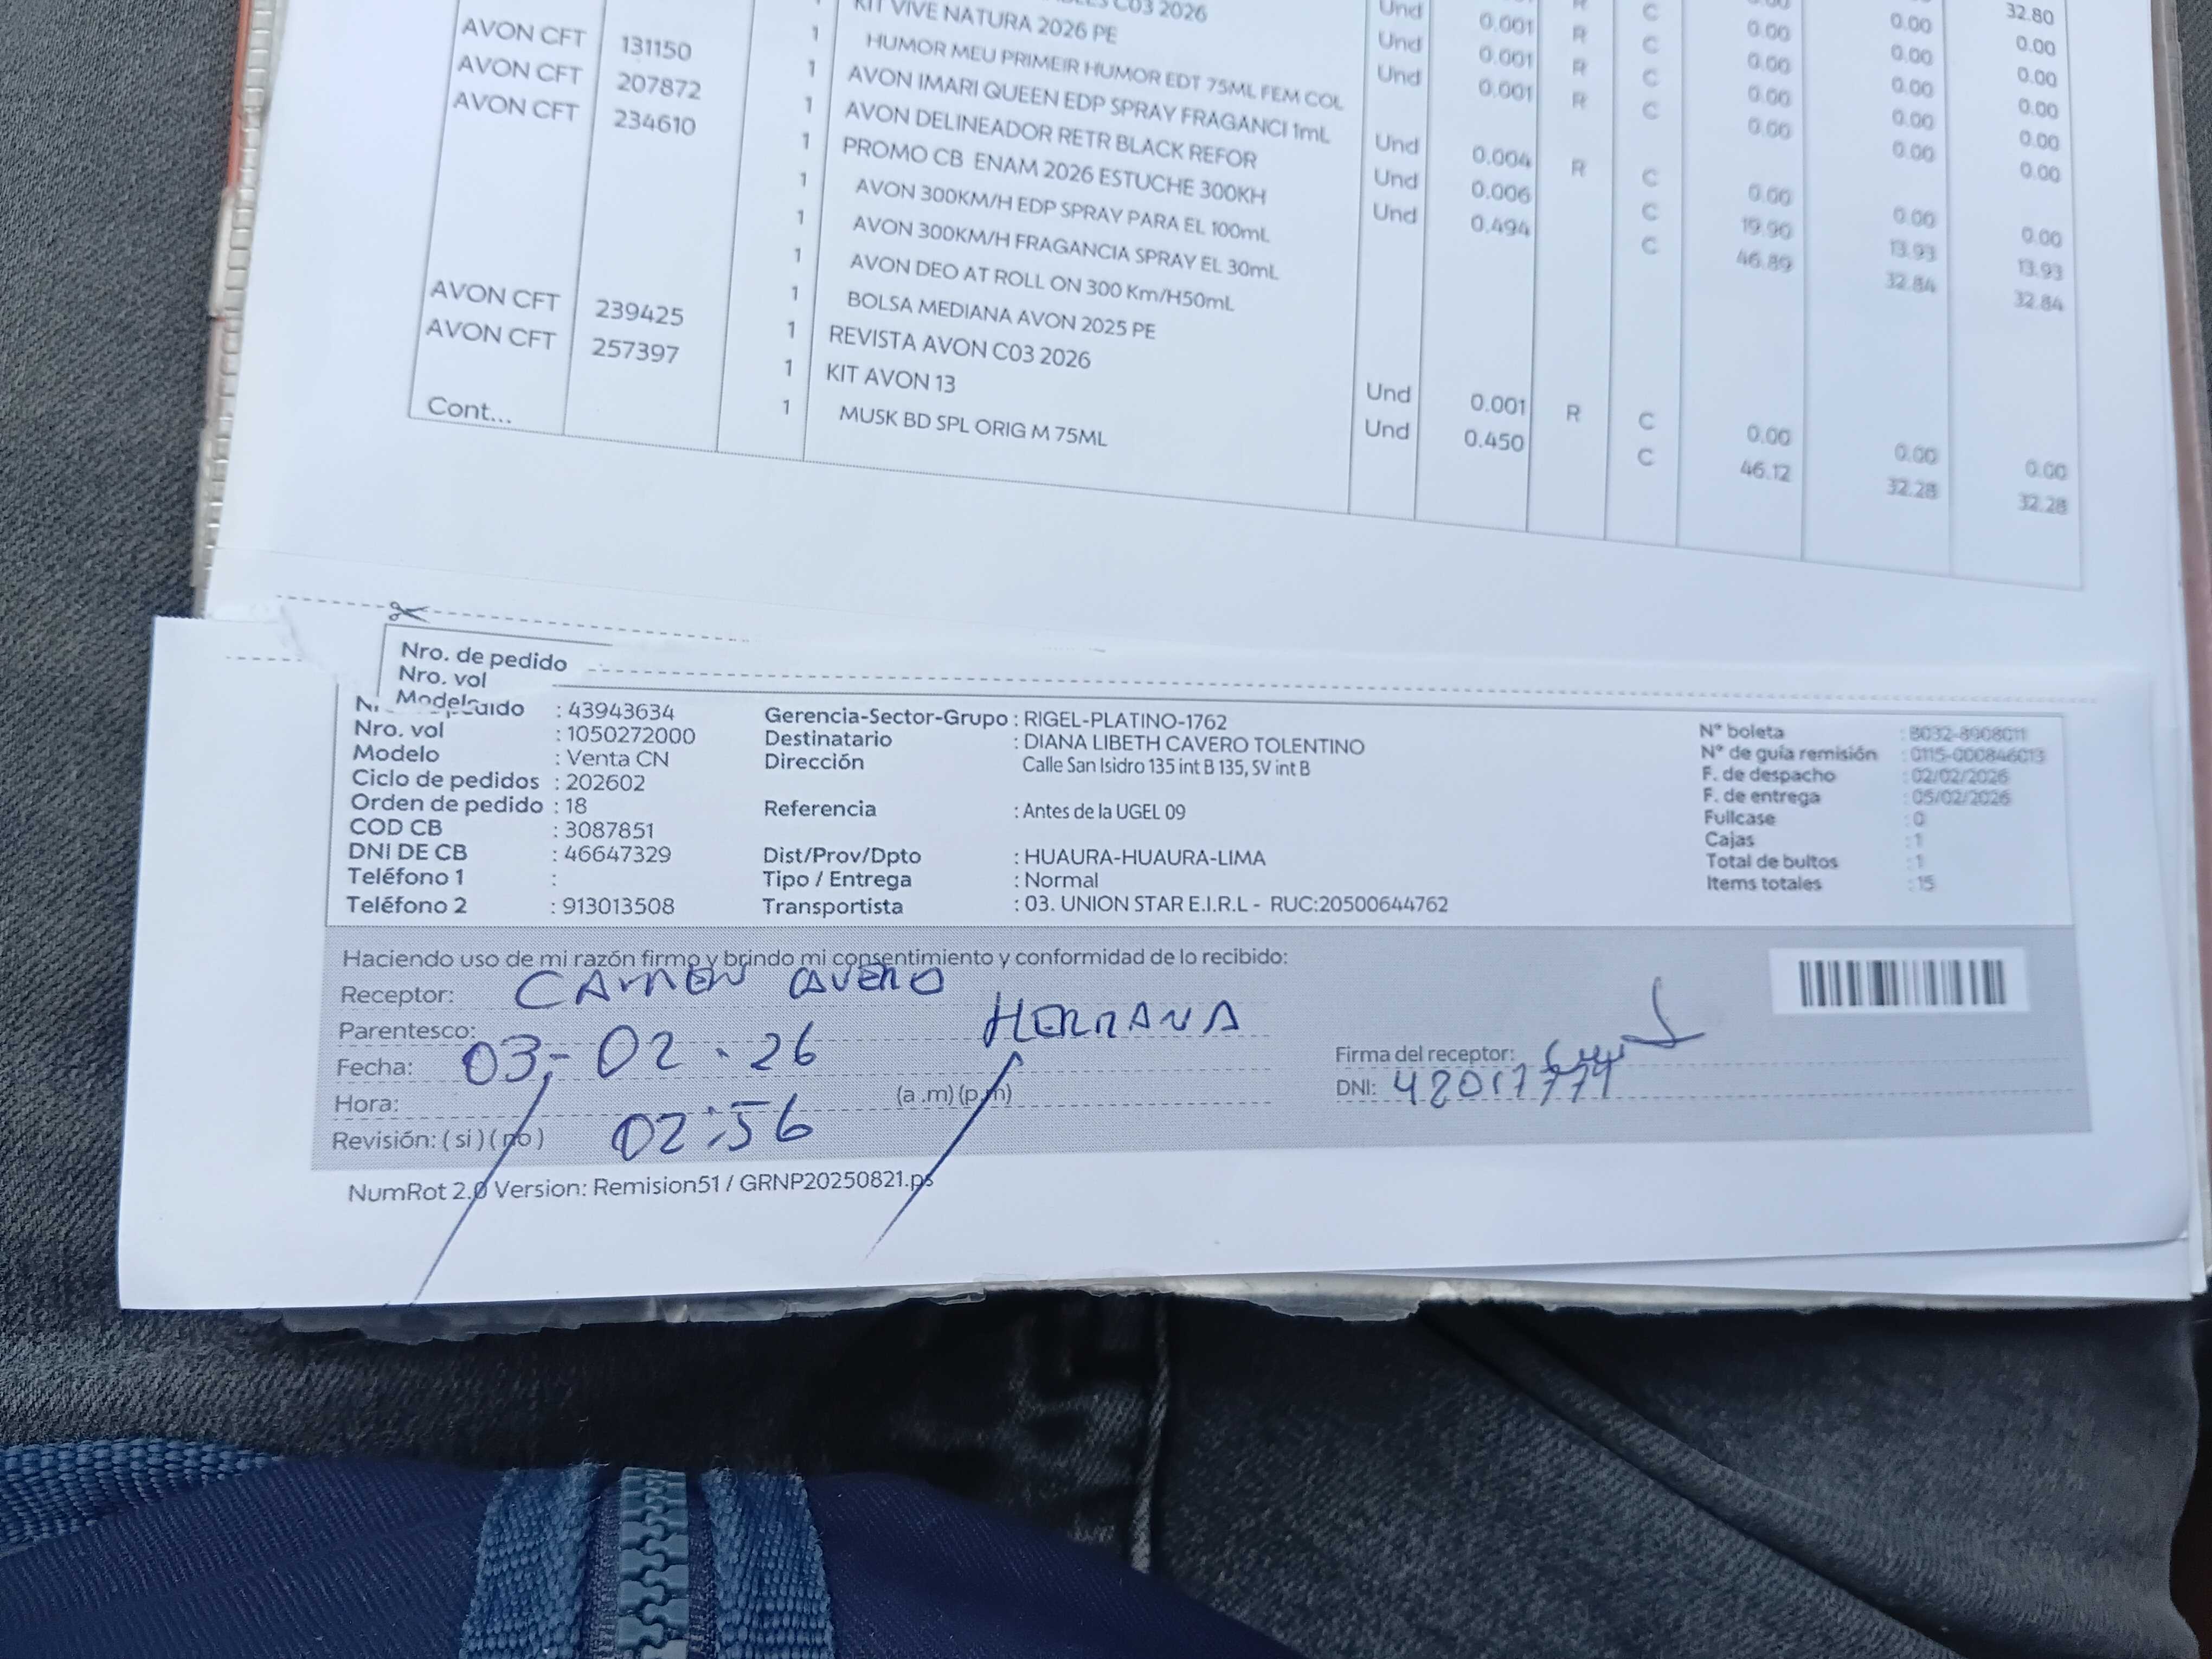 C03 2026 Und 0.001 R C 0.00 0.00 32.80
KIT VIVE NATURA 2026 PE Und 0.001 R C 0.00 0.00 0.00
AVON CFT 131150 1 HUMOR MEU PRIMEIR HUMOR EDT 75ML FEM COL Und 0.001 R C 0.00 0.00 0.00
AVON CFT 207872 1 AVON IMARI QUEEN EDP SPRAY FRAGANCI 1mL Und 0.004 R C 0.00 0.00 0.00
AVON CFT 234610 1 AVON DELINEADOR RETR BLACK REFOR Und 0.006 C 19.90 13.93 13.93
1 PROMO CB ENAM 2026 ESTUCHE 300KH Und 0.494 C 46.89 32.84 32.84
1 AVON 300KM/H EDP SPRAY PARA EL 100mL
1 AVON 300KM/H FRAGANCIA SPRAY EL 30mL
1 AVON DEO AT ROLL ON 300 Km/H50mL
1 BOLSA MEDIANA AVON 2025 PE
AVON CFT 239425 1 REVISTA AVON C03 2026 Und 0.001 R C 0.00 0.00 0.00
AVON CFT 257397 1 KIT AVON 13 Und 0.450 C 46.12 32.28 32.28
Cont... 1 MUSK BD SPL ORIG M 75ML
Nro. de pedido
Nro. vol
Modelo
: 43943634 Gerencia-Sector-Grupo : RIGEL-PLATINO-1762 N° boleta : B032-8908011
Nro. vol : 1050272000 Destinatario : DIANA LIBETH CAVERO TOLENTINO N° de guía remisión : 0115-000846013
Modelo : Venta CN Dirección Calle San Isidro 135 int B 135, SV int B F. de despacho : 02/02/2026
Ciclo de pedidos : 202602 F. de entrega : 05/02/2026
Orden de pedido : 18 Referencia : Antes de la UGEL 09 Fullcase : 0
COD CB : 3087851 Cajas : 1
DNI DE CB : 46647329 Dist/Prov/Dpto : HUAURA-HUAURA-LIMA Total de bultos : 1
Teléfono 1 : Tipo / Entrega : Normal Items totales : 15
Teléfono 2 : 913013508 Transportista : 03. UNION STAR E.I.R.L - RUC:20500644762
Haciendo uso de mi razón firmo y brindo mi consentimiento y conformidad de lo recibido:
Receptor: CArmEN CAVERO
Parentesco: HERMANA
Fecha: 03-02-26 Firma del receptor:
Hora: 02:56 (a.m)(p.m) DNI:
Revisión: ( si ) ( no )
NumRot 2.0 Version: Remision51 / GRNP20250821.ps